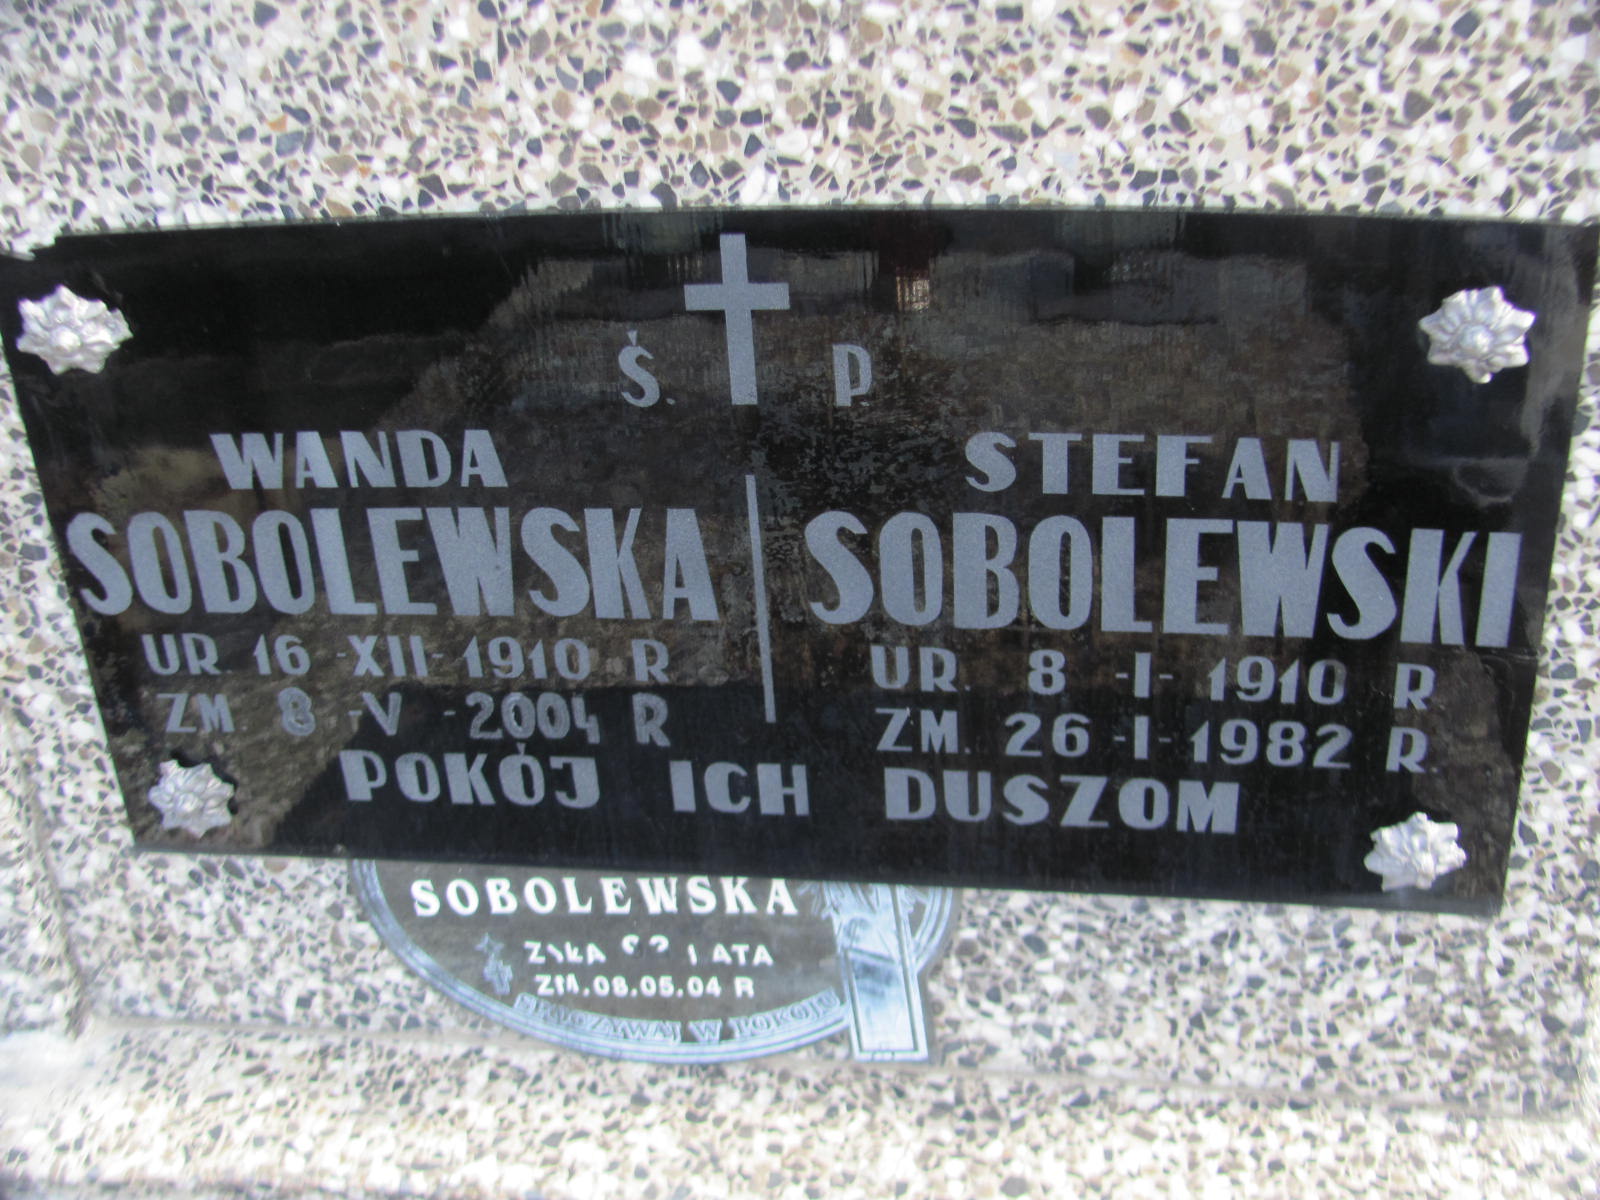 Ś. P.
WANDA
SOBOLEWSKA
UR. 16 -XII- 1910 R
ZM. 8 -V -2004 R
STEFAN
SOBOLEWSKI
UR. 8 -I- 1910 R
ZM. 26 -I- 1982 R.
POKÓJ ICH DUSZOM
SOBOLEWSKA
ZM.08.05.04 R
W POKOJU